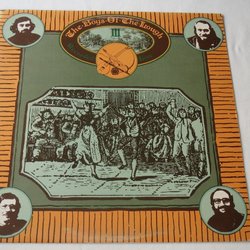 The Boys Of The Lough
III